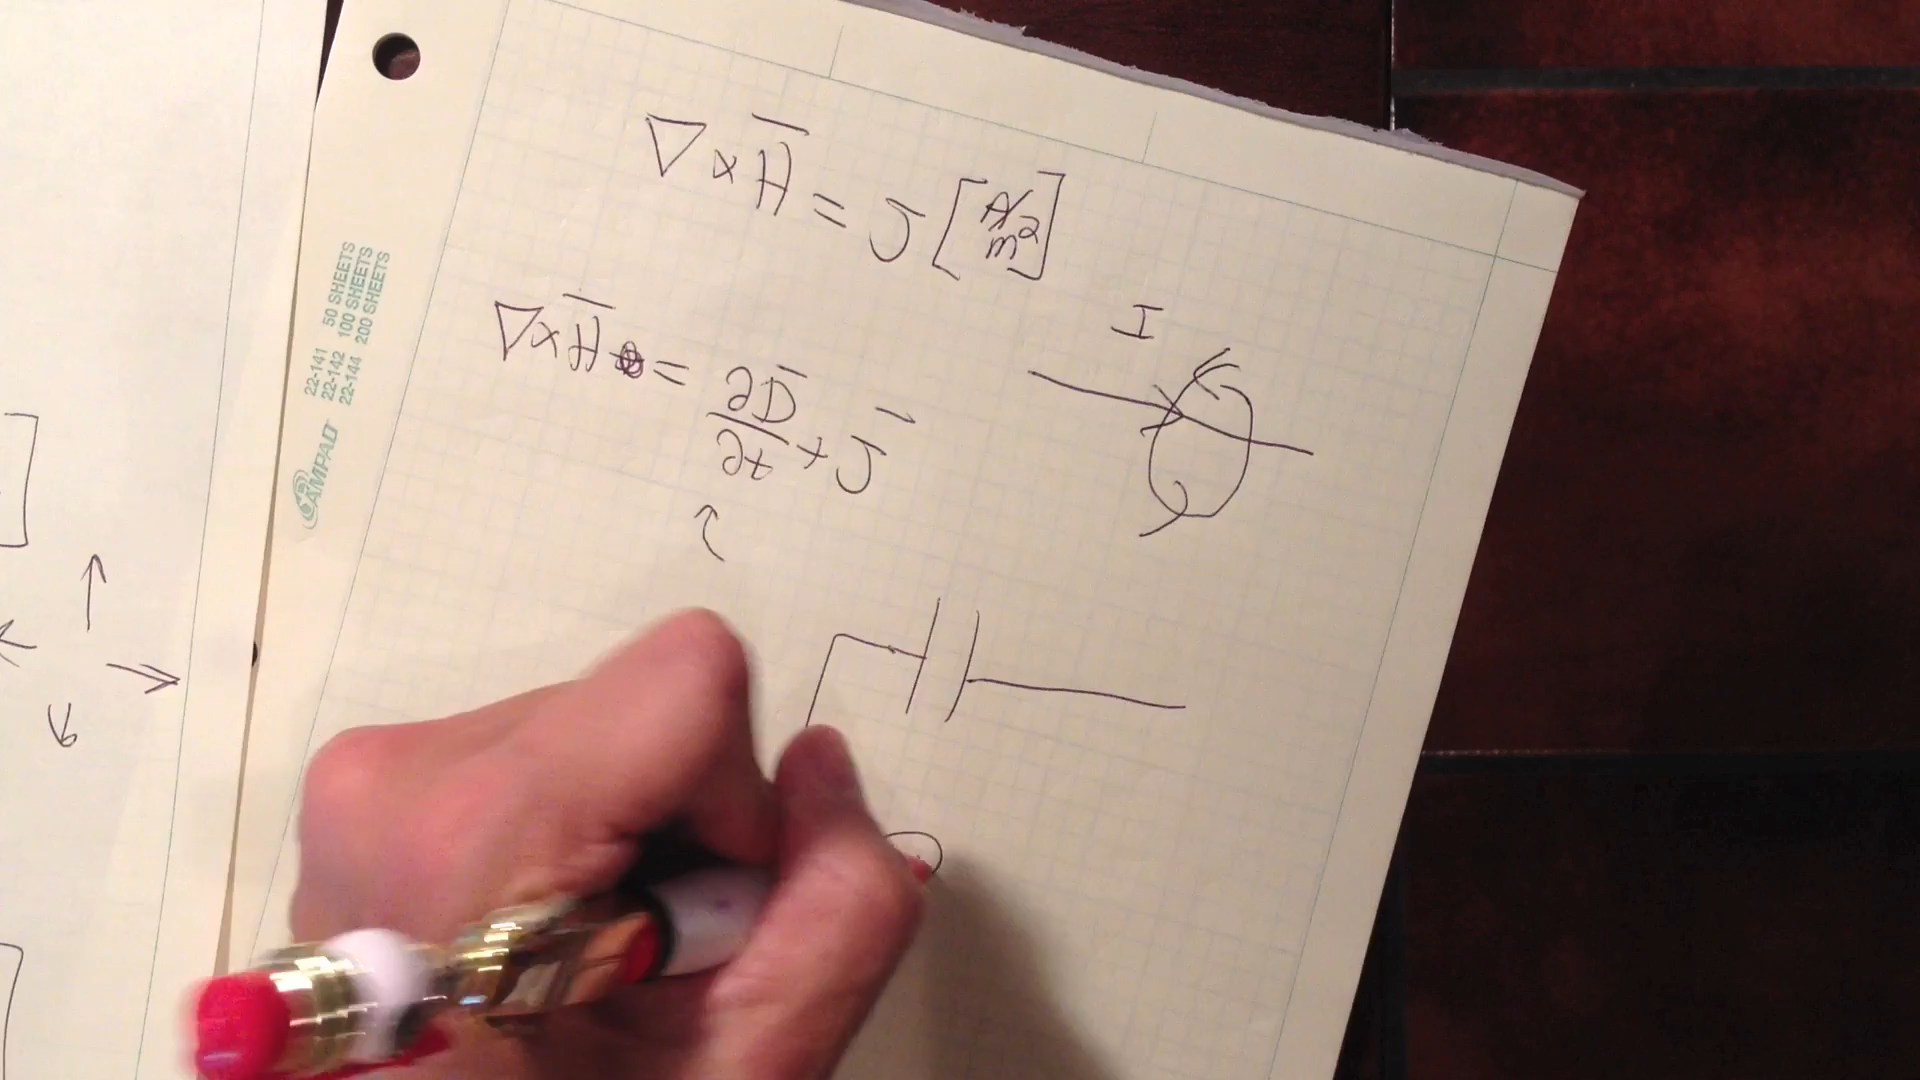 ∇ × H̅ = J [A/m²]
∇ × H̅ = ∂D̅/∂t + J̅
I
22-141 50 SHEETS
22-142 100 SHEETS
22-144 200 SHEETS
AMPAD